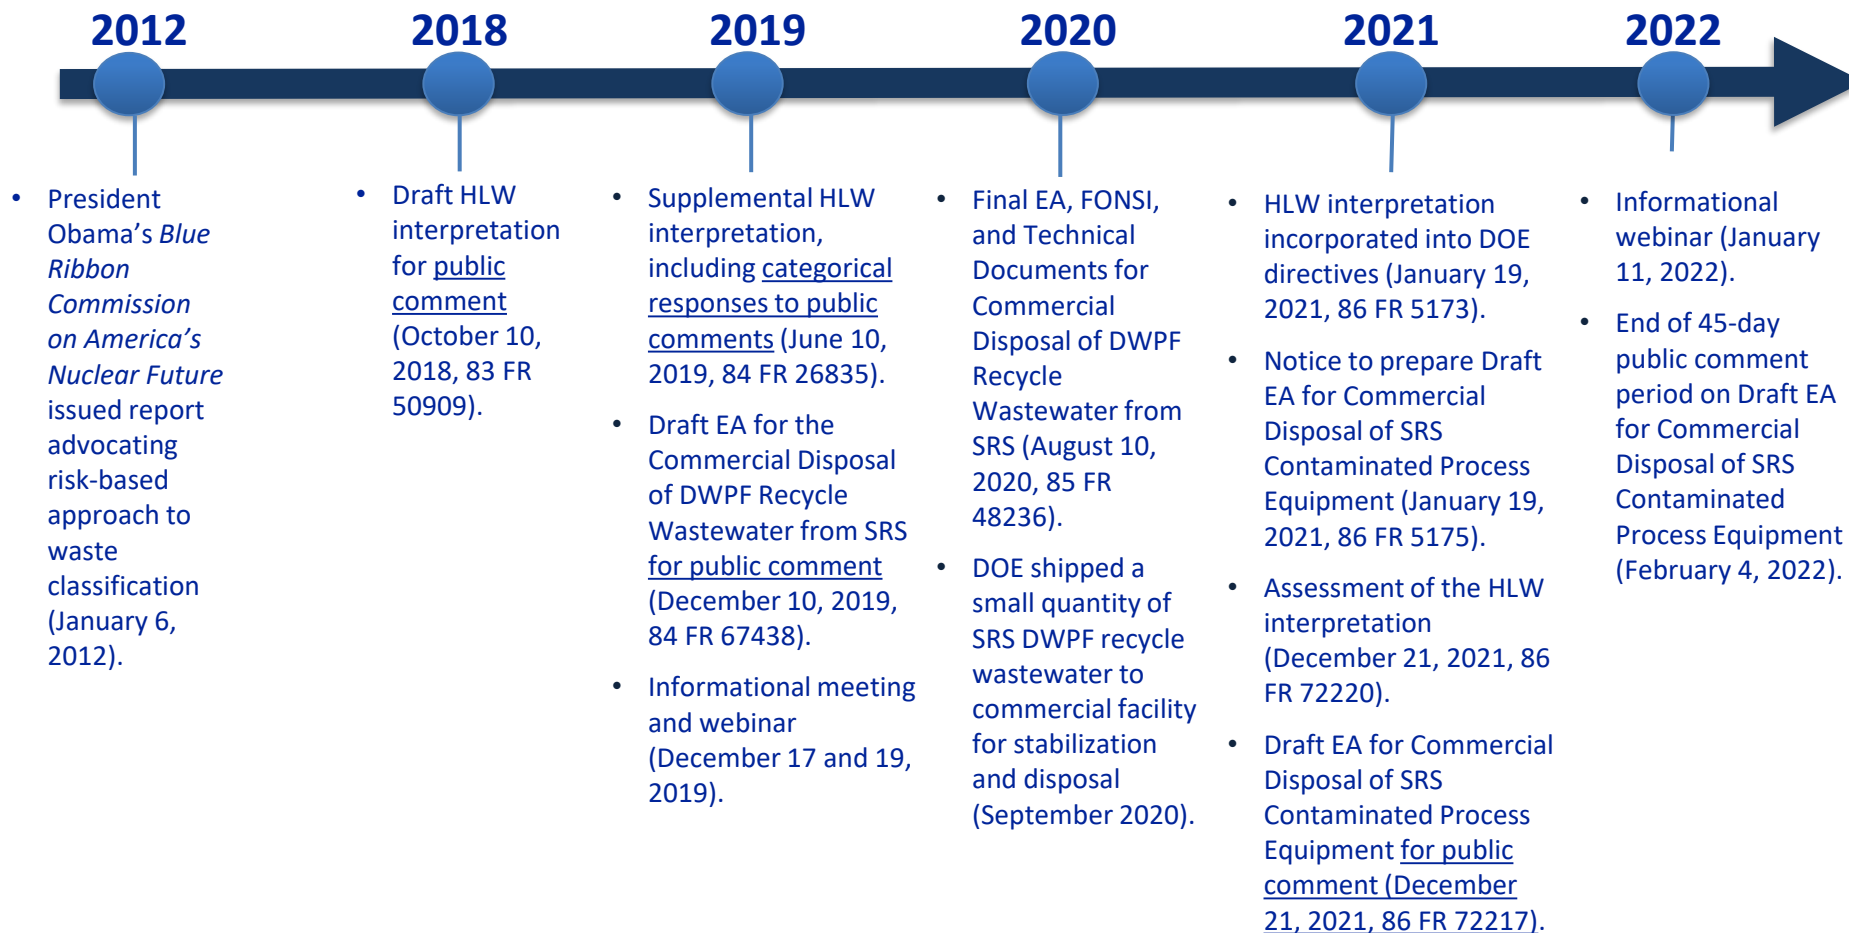 2012
2018
2019
2020
2021
2022
• President
Obama’s Blue
Ribbon
Commission
on America’s
Nuclear Future
issued report
advocating
risk-based
approach to
waste
classification
(January 6,
2012).
• Draft HLW
interpretation
for public
comment
(October 10,
2018, 83 FR
50909).
• Supplemental HLW
interpretation,
including categorical
responses to public
comments (June 10,
2019, 84 FR 26835).
• Draft EA for the
Commercial Disposal
of DWPF Recycle
Wastewater from SRS
for public comment
(December 10, 2019,
84 FR 67438).
• Informational meeting
and webinar
(December 17 and 19,
2019).
• Final EA, FONSI,
and Technical
Documents for
Commercial
Disposal of DWPF
Recycle
Wastewater from
SRS (August 10,
2020, 85 FR
48236).
• DOE shipped a
small quantity of
SRS DWPF recycle
wastewater to
commercial facility
for stabilization
and disposal
(September 2020).
• HLW interpretation
incorporated into DOE
directives (January 19,
2021, 86 FR 5173).
• Notice to prepare Draft
EA for Commercial
Disposal of SRS
Contaminated Process
Equipment (January 19,
2021, 86 FR 5175).
• Assessment of the HLW
interpretation
(December 21, 2021, 86
FR 72220).
• Draft EA for Commercial
Disposal of SRS
Contaminated Process
Equipment for public
comment (December
21, 2021, 86 FR 72217).
• Informational
webinar (January
11, 2022).
• End of 45-day
public comment
period on Draft EA
for Commercial
Disposal of SRS
Contaminated
Process Equipment
(February 4, 2022).